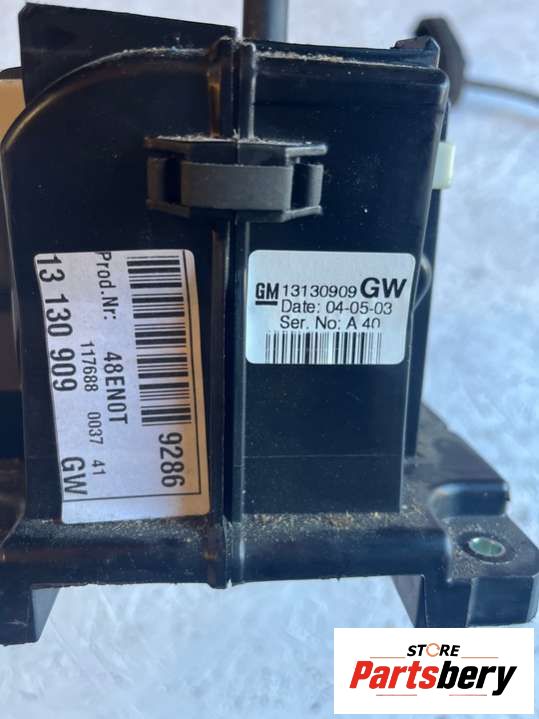 Prod.Nr: 48EN0T 9286
117688 0037 41
13 130 909 GW
GM 13130909 GW
Date: 04-05-03
Ser. No: A 40
STORE
Partsbery